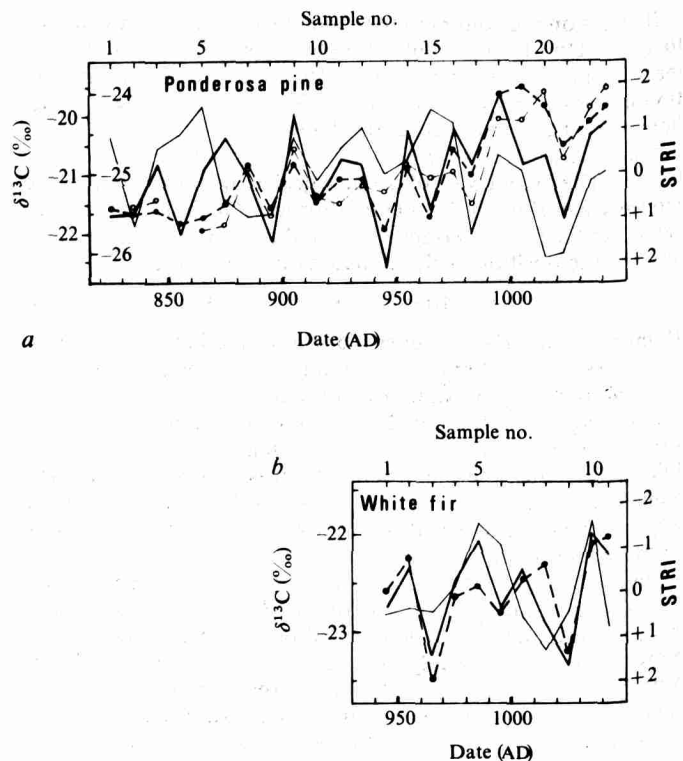 Sample no.
1 5 10 15 20
Ponderosa pine
-24
-25
-26
-20
-21
-22
δ¹³C (‰)
-2
-1
0
+1
+2
STRI
850 900 950 1000
Date (AD)
a
Sample no.
b
1 5 10
White fir
-22
-23
δ¹³C (‰)
-2
-1
0
+1
+2
STRI
950 1000
Date (AD)